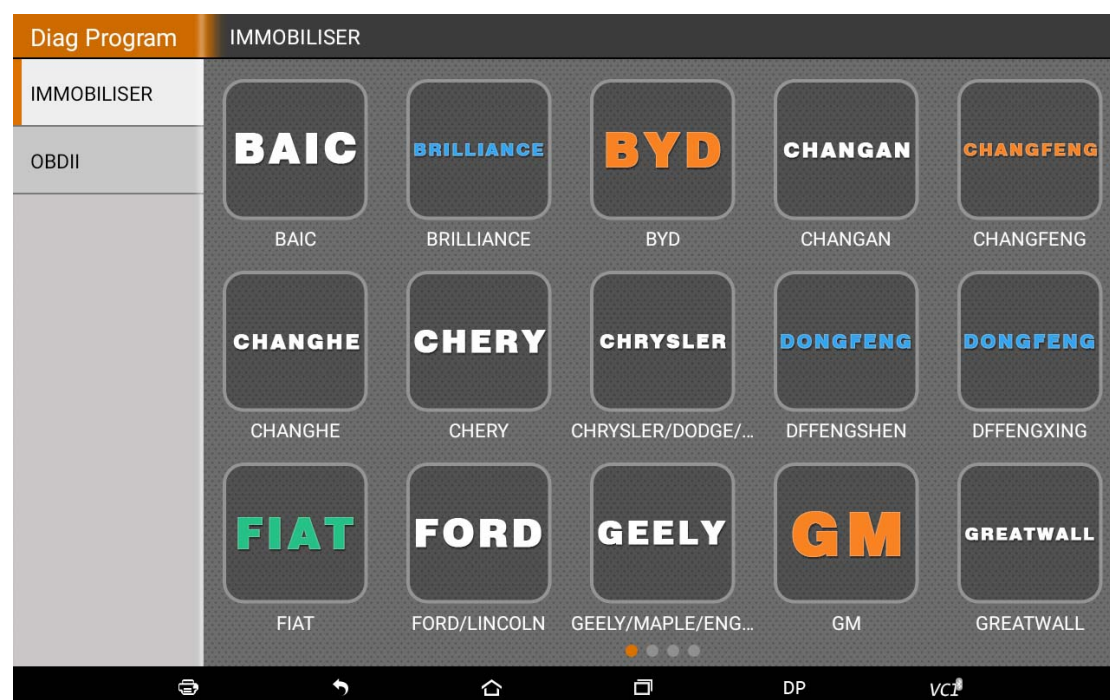 Diag Program
IMMOBILISER
IMMOBILISER
OBDII
BAIC BRILLIANCE BYD CHANGAN CHANGFENG
BAIC BRILLIANCE BYD CHANGAN CHANGFENG
CHANGHE CHERY CHRYSLER DONGFENG DONGFENG
CHANGHE CHERY CHRYSLER/DODGE/... DFFENGSHEN DFFENGXING
FIAT FORD GEELY GM GREATWALL
FIAT FORD/LINCOLN GEELY/MAPLE/ENG... GM GREATWALL
DP VCI